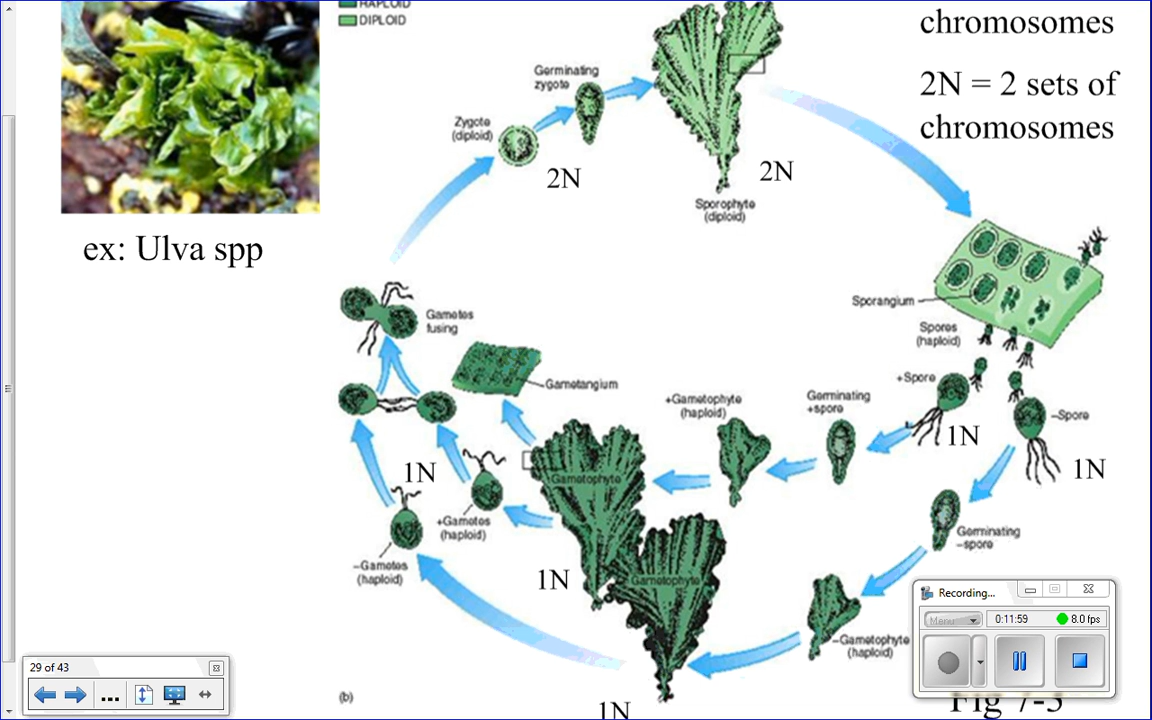 HAPLOID
DIPLOID
chromosomes
2N = 2 sets of
chromosomes
ex: Ulva spp
Germinating
zygote
Zygote
(diploid)
2N
2N
Sporophyte
(diploid)
Sporangium
Spores
(haploid)
+Spore
-Spore
1N
1N
Gametes
fusing
Gametangium
+Gametophyte
(haploid)
Germinating
+spore
Germinating
-spore
Gametophyte
Gametophyte
1N
+Gametes
(haploid)
-Gametes
(haploid)
1N
-Gametophyte
(haploid)
1N
(b)
Fig 7-5
Recording...
Menu
0:11:59
8.0 fps
29 of 43